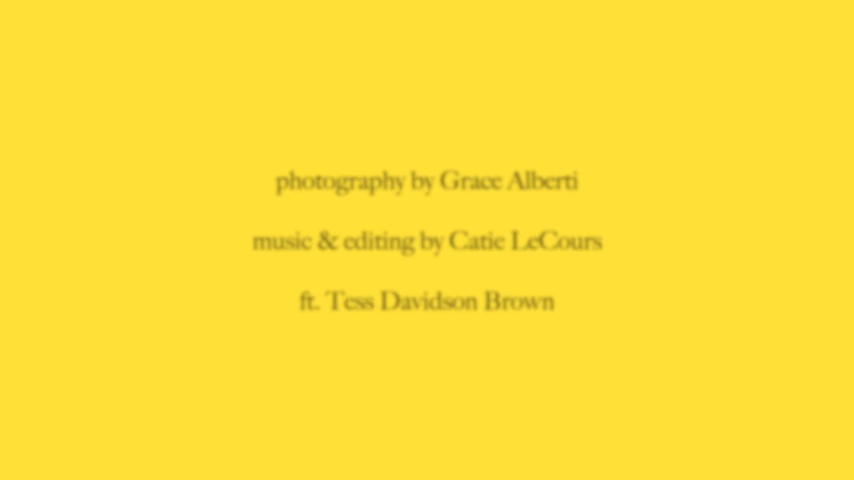 photography by Grace Alberti
music & editing by Catie LeCours
ft. Tess Davidson Brown